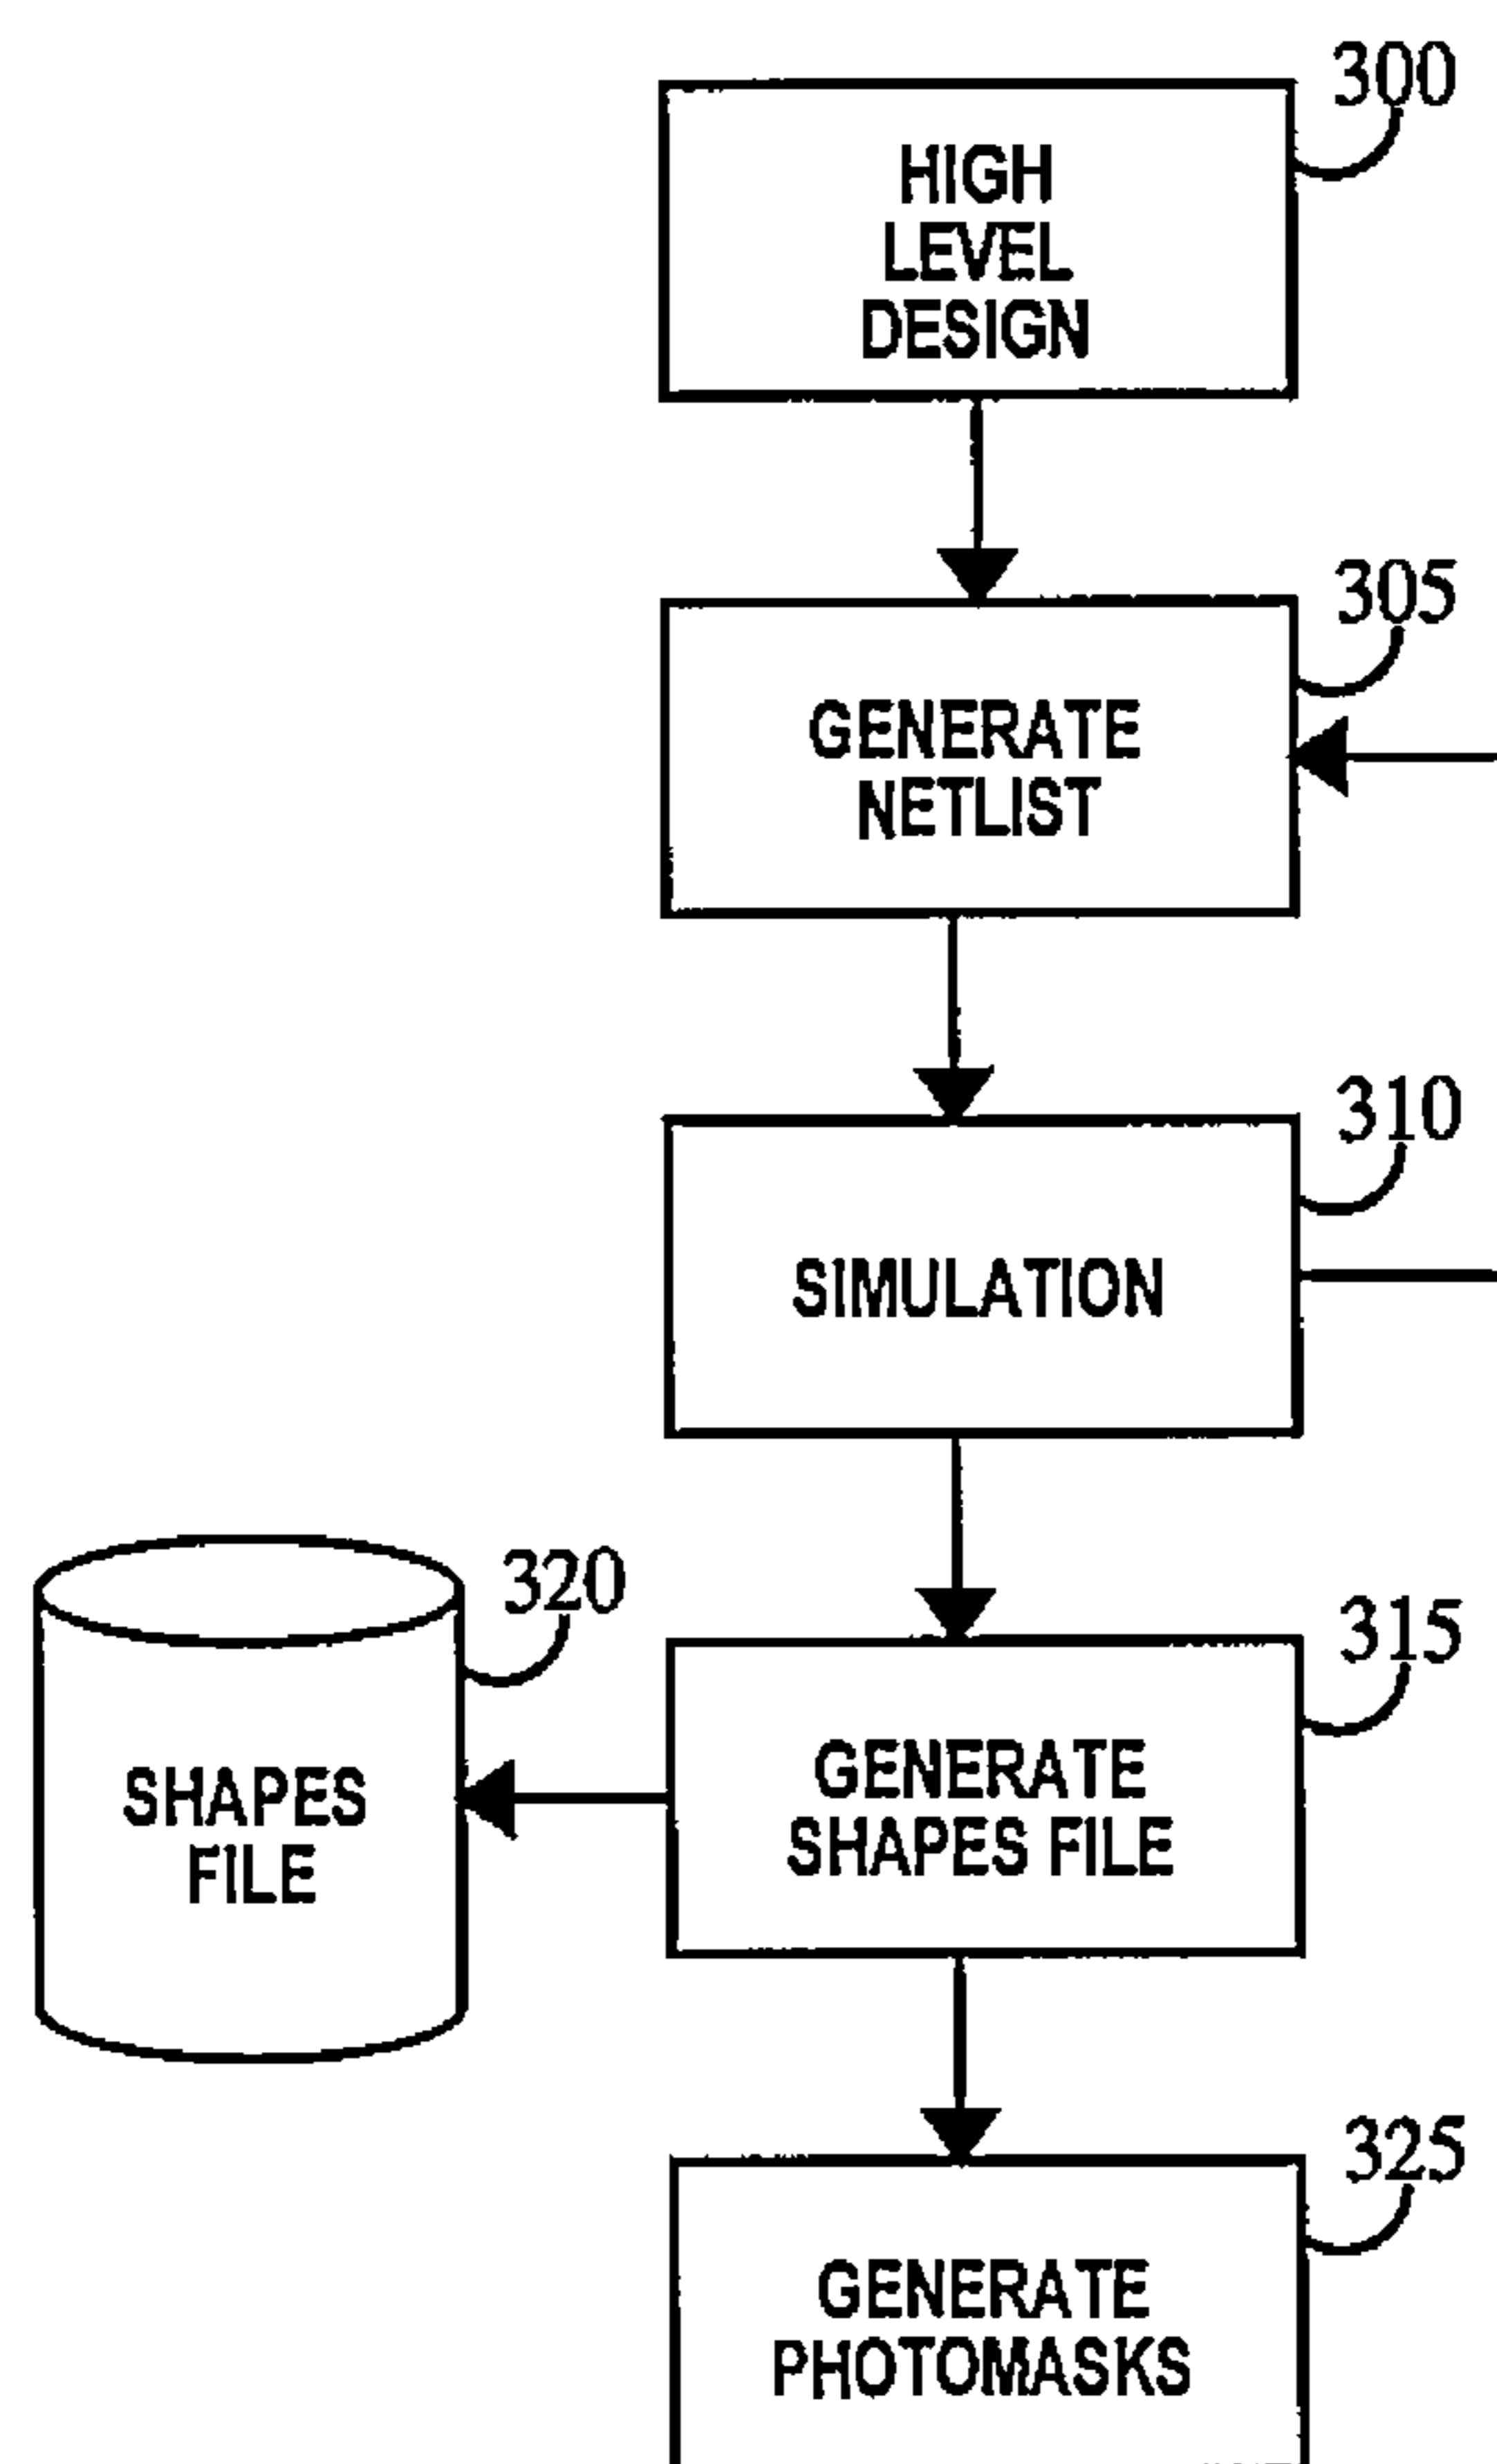 300
HIGH
LEVEL
DESIGN
305
GENERATE
NETLIST
310
SIMULATION
320
315
SHAPES
FILE
GENERATE
SHAPES FILE
325
GENERATE
PHOTOMASKS